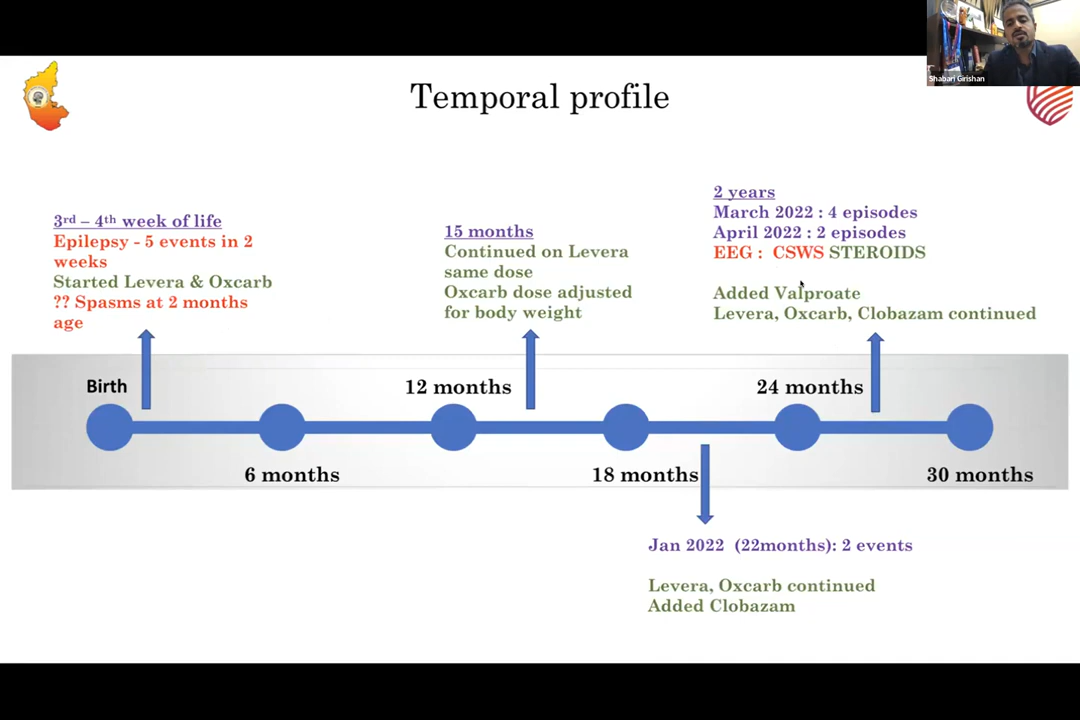 Shabari Girishan
Temporal profile
3rd – 4th week of life
Epilepsy - 5 events in 2
weeks
Started Levera & Oxcarb
?? Spasms at 2 months
age
15 months
Continued on Levera
same dose
Oxcarb dose adjusted
for body weight
2 years
March 2022 : 4 episodes
April 2022 : 2 episodes
EEG : CSWS STEROIDS
Added Valproate
Levera, Oxcarb, Clobazam continued
Birth
12 months
24 months
6 months
18 months
30 months
Jan 2022 (22months): 2 events
Levera, Oxcarb continued
Added Clobazam